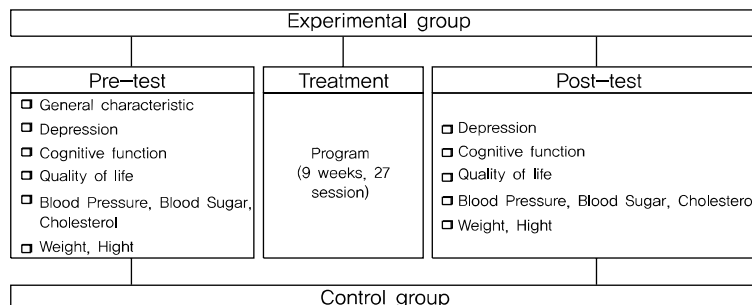 Experimental group
Pre-test
General characteristic
Depression
Cognitive function
Quality of life
Blood Pressure, Blood Sugar,
Cholesterol
Weight, Hight
Treatment
Program
(9 weeks, 27
session)
Post-test
Depression
Cognitive function
Quality of life
Blood Pressure, Blood Sugar, Cholestero
Weight, Hight
Control group